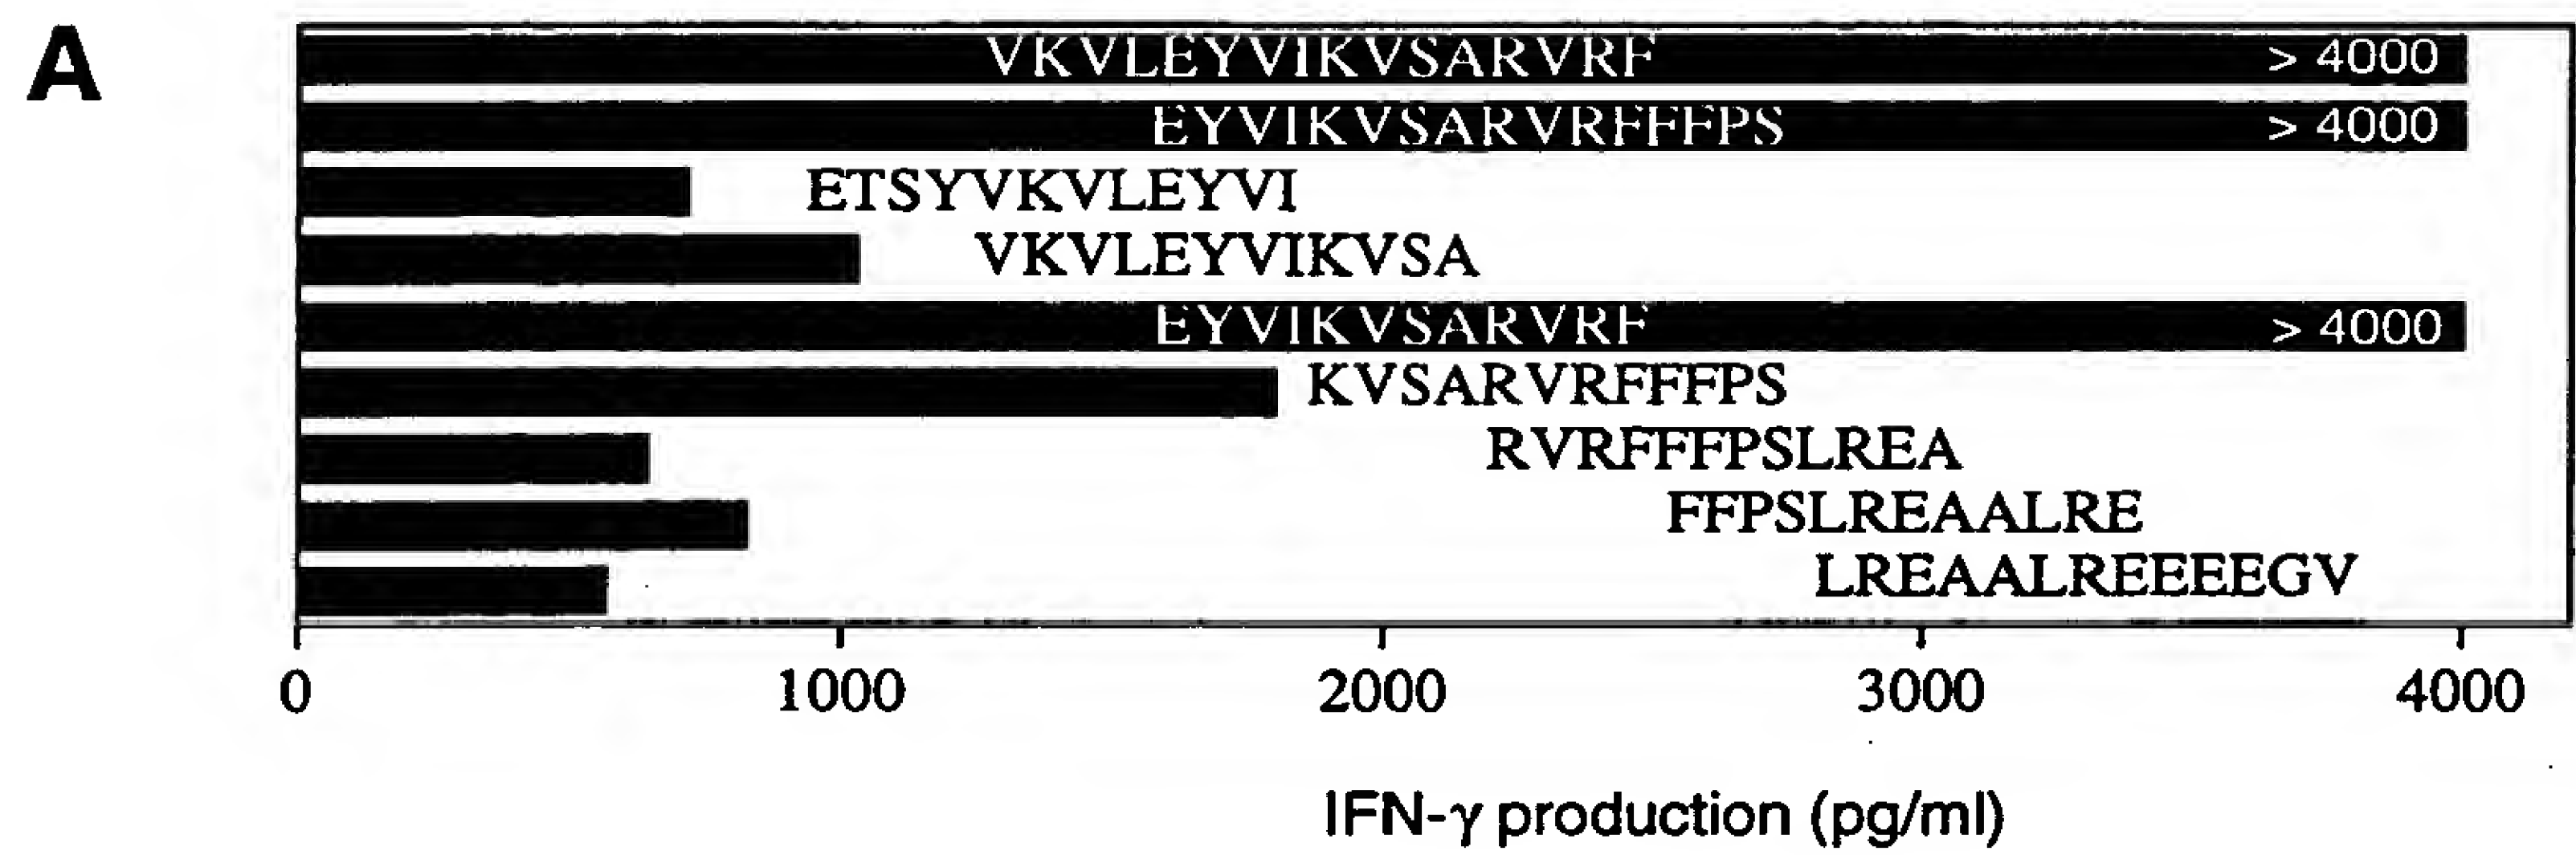 A
VKVLEYVIKVSARVRF > 4000
EYVIKVSARVRFFFPS > 4000
ETSYVKVLEYVI
VKVLEYVIKVSA
EYVIKVSARVRF > 4000
KVSARVRFFFPS
RVRFFFPSLREA
FFPSLREAALRE
LREAALREEEEGV
0 1000 2000 3000 4000
IFN-γ production (pg/ml)